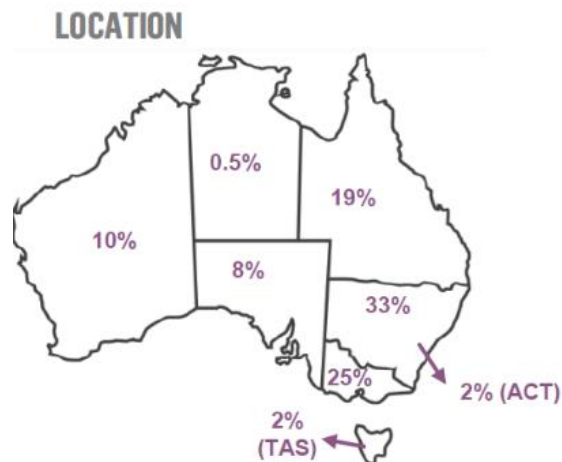 LOCATION
0.5%
19%
10%
8%
33%
25%
2% (ACT)
2%
(TAS)